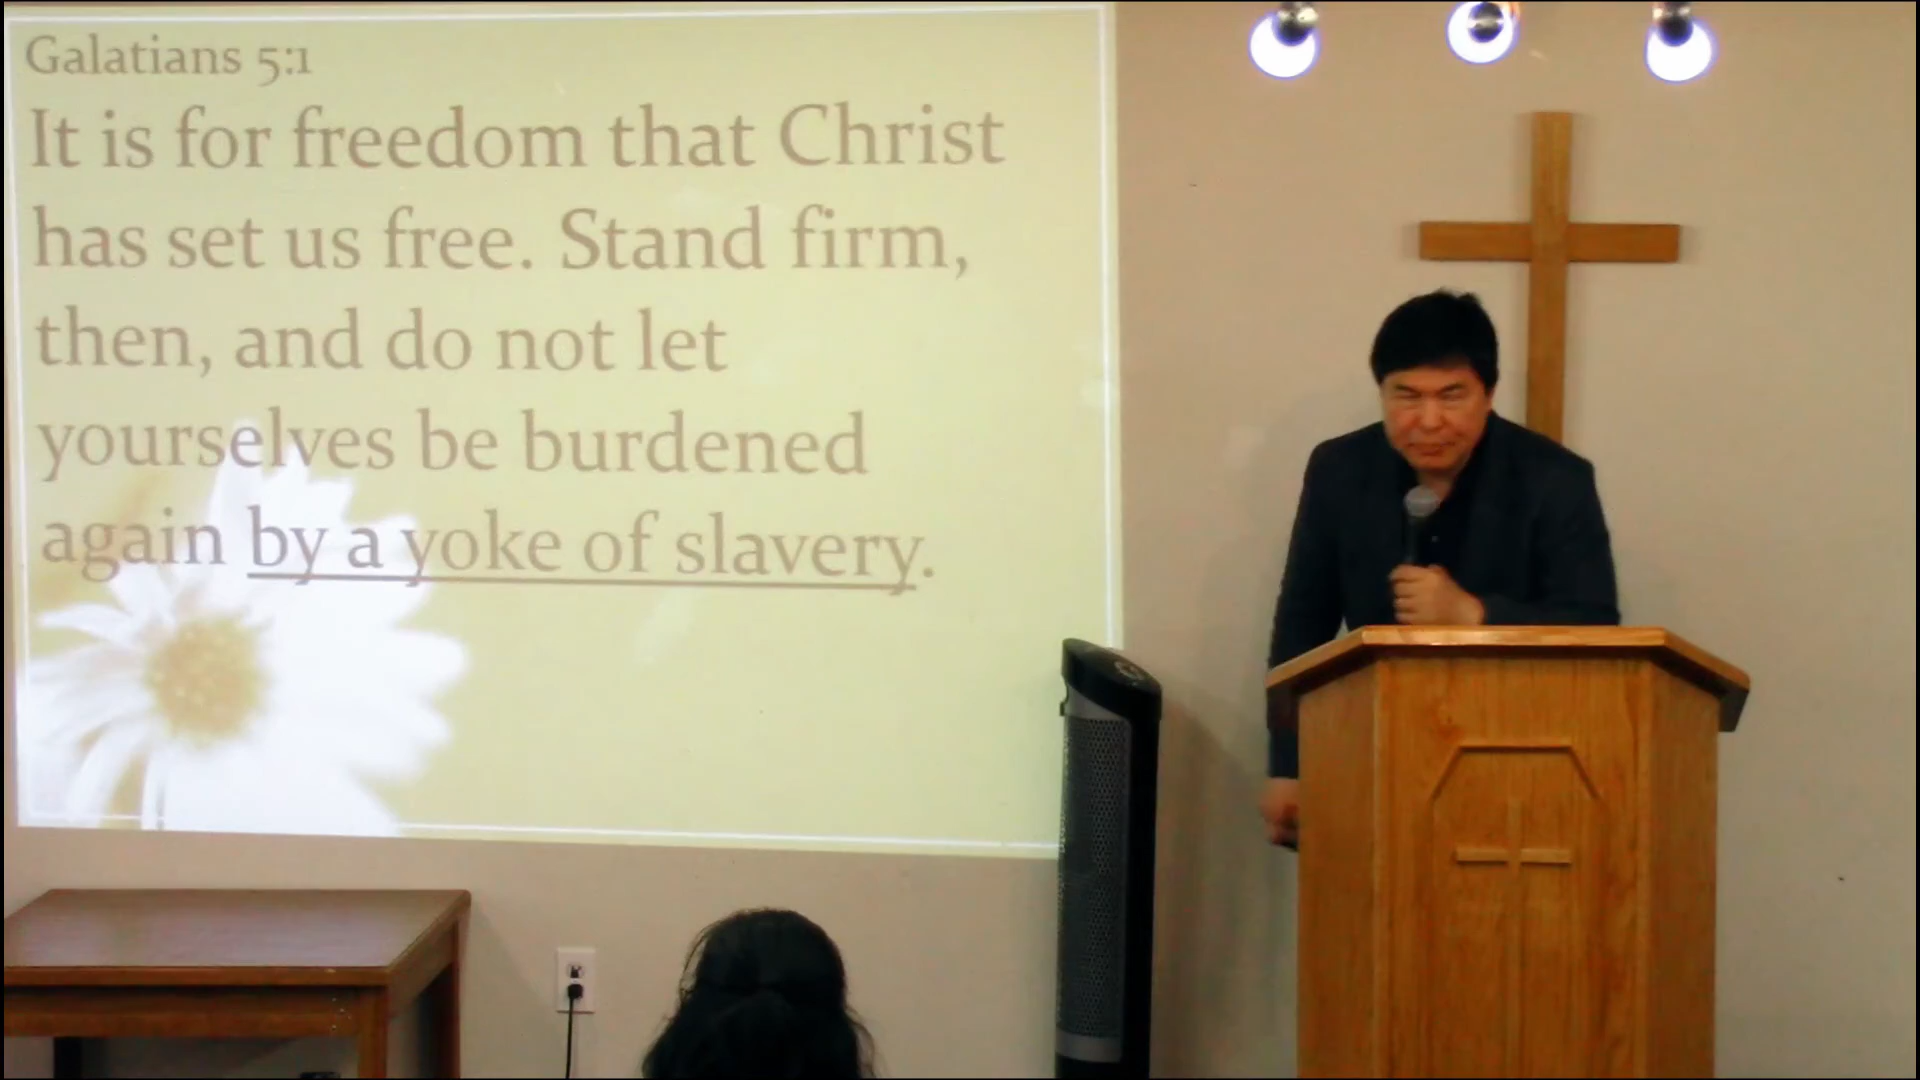 Galatians 5:1
It is for freedom that Christ
has set us free. Stand firm,
then, and do not let
yourselves be burdened
again by a yoke of slavery.